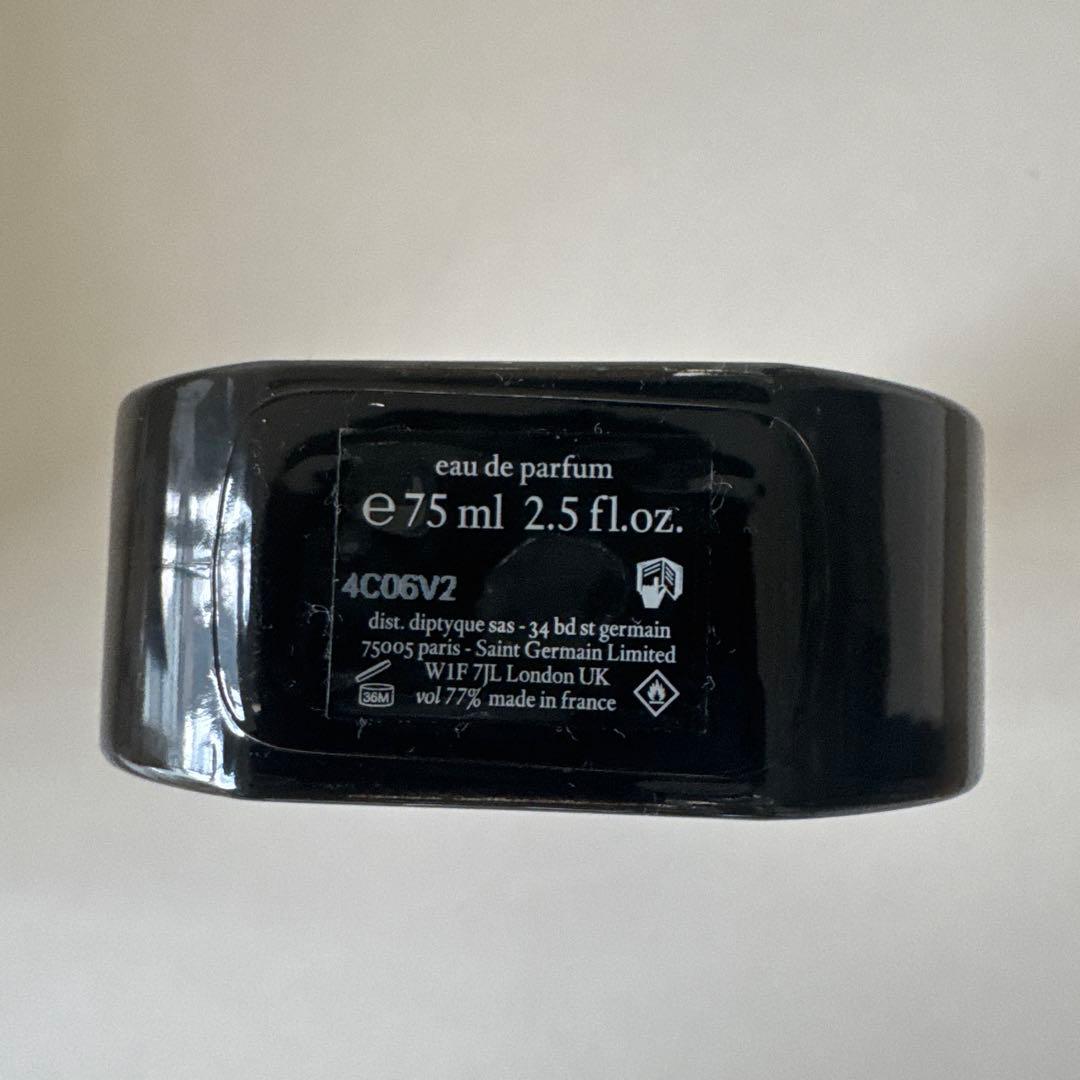 eau de parfum
℮ 75 ml 2.5 fl.oz.
4C06V2
dist. diptyque sas - 34 bd st germain
75005 paris - Saint Germain Limited
W1F 7JL London UK
36M vol 77% made in france